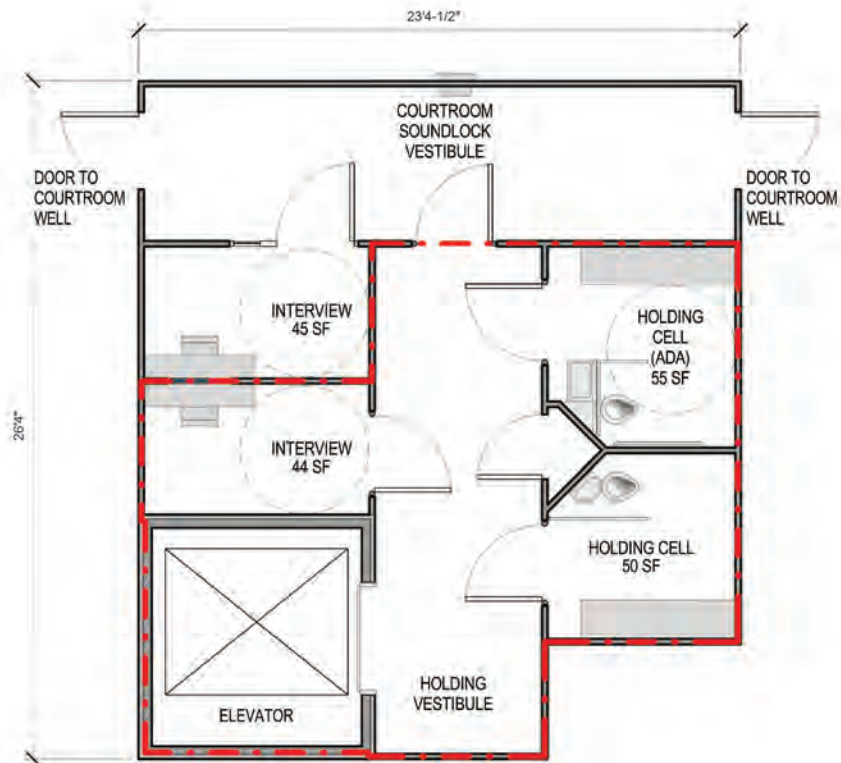 23'4-1/2"
COURTROOM
SOUNDLOCK
VESTIBULE
DOOR TO
COURTROOM
WELL
DOOR TO
COURTROOM
WELL
INTERVIEW
45 SF
HOLDING
CELL
(ADA)
55 SF
26'4"
INTERVIEW
44 SF
HOLDING CELL
50 SF
HOLDING
VESTIBULE
ELEVATOR